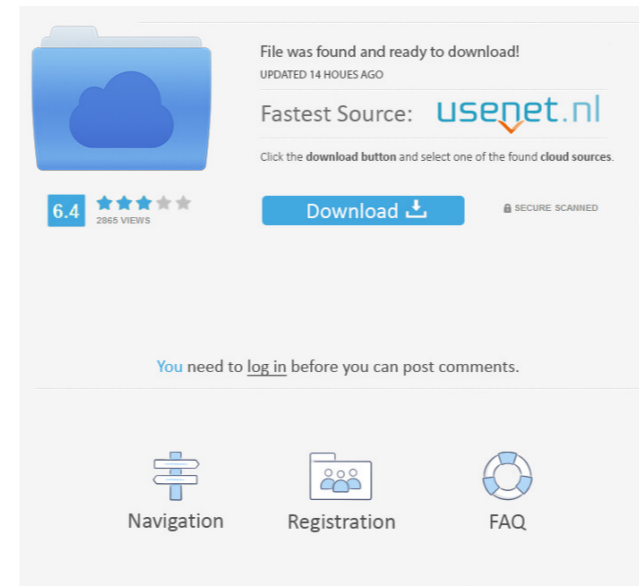 File was found and ready to download!
UPDATED 14 HOUES AGO
Fastest Source: usenet.nl
Click the download button and select one of the found cloud sources.
6.4
2865 VIEWS
Download
SECURE SCANNED
You need to log in before you can post comments.
Navigation
Registration
FAQ